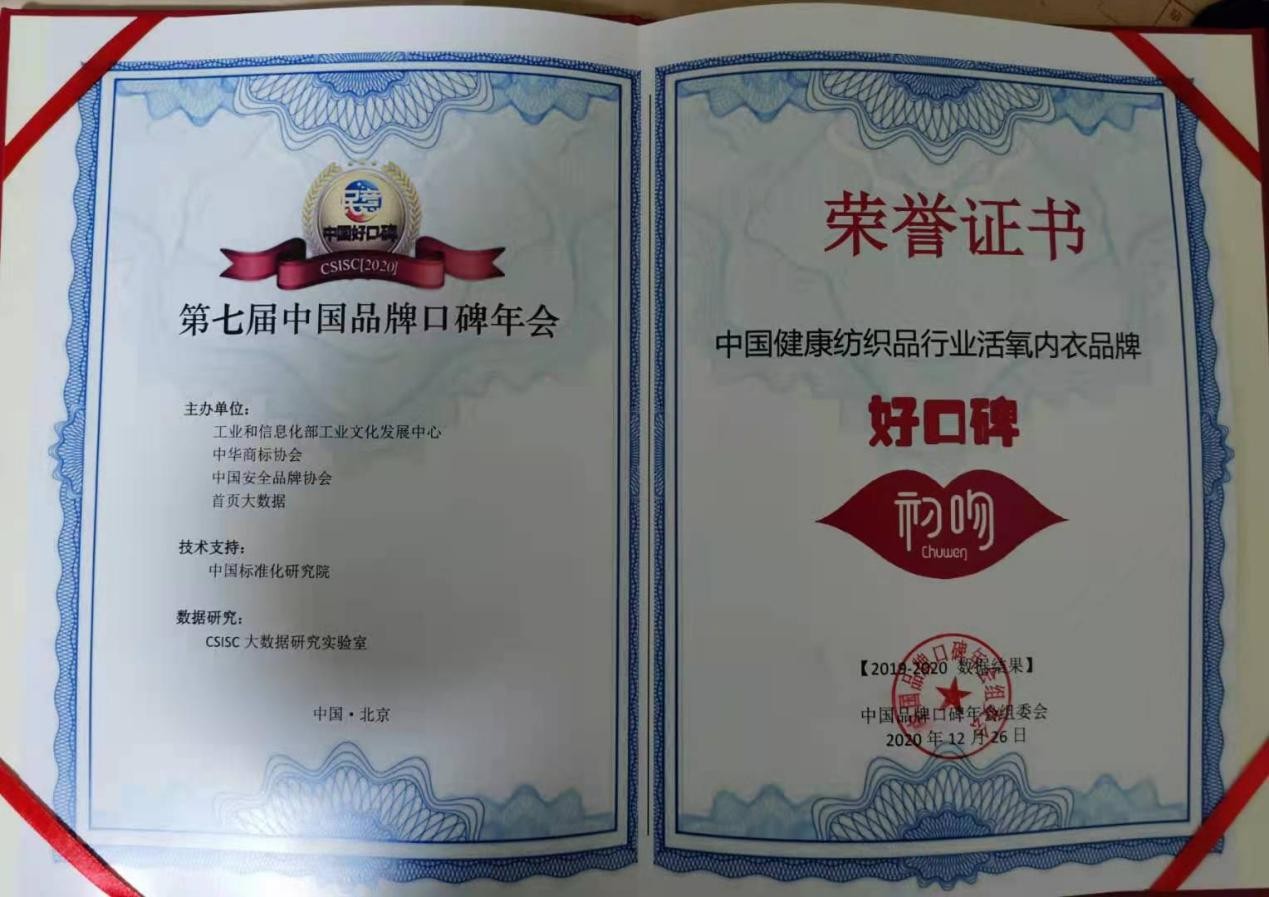 民意
中国好口碑
CSISC[2020]
第七届中国品牌口碑年会
主办单位：
工业和信息化部工业文化发展中心
中华商标协会
中国安全品牌协会
首页大数据
技术支持：
中国标准化研究院
数据研究：
CSISC 大数据研究实验室
中国·北京
荣誉证书
中国健康纺织品行业活氧内衣品牌
好口碑
初吻
Chuwen
【2019-2020 数据结果】
中国品牌口碑年会组委会
2020 年 12 月 26 日